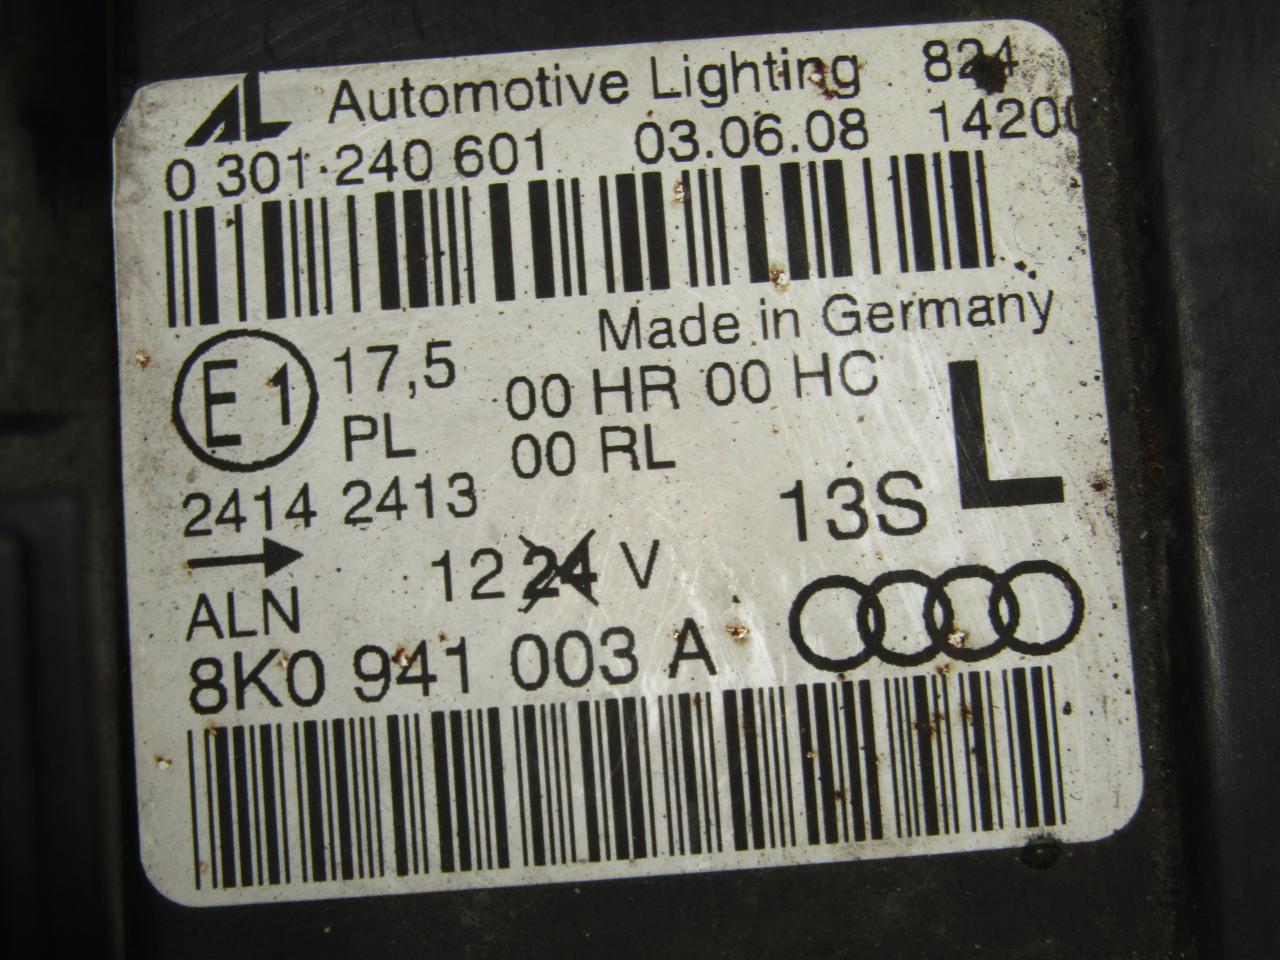 AL Automotive Lighting 824
0 301 240 601 03.06.08 14200
Made in Germany
E1 17,5 00 HR 00 HC L
PL 00 RL
2414 2413 13S
12 24 V
ALN
8K0 941 003 A